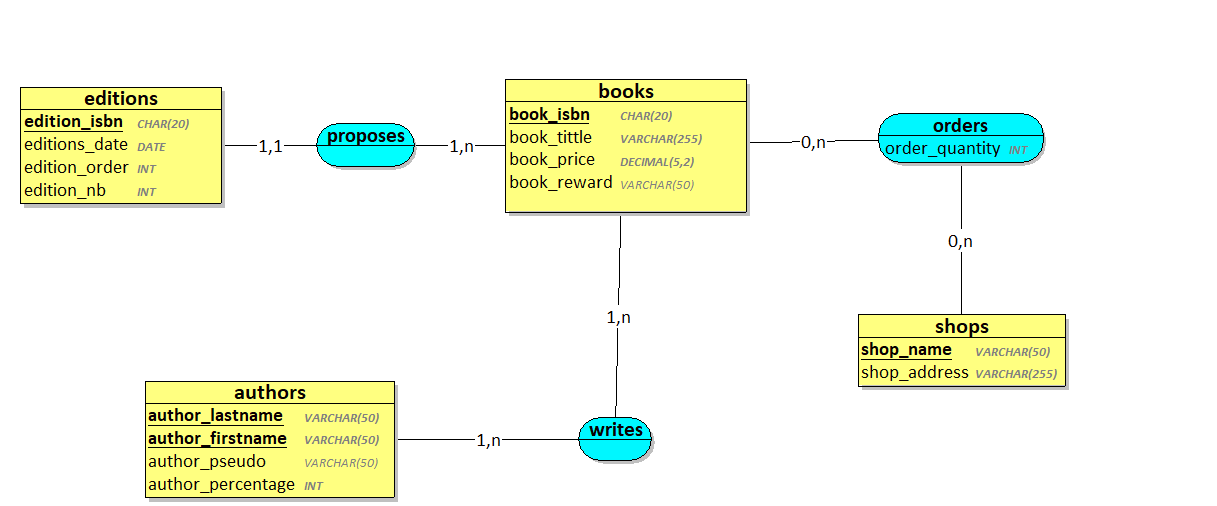 editions
edition_isbn CHAR(20)
editions_date DATE
edition_order INT
edition_nb INT
1,1
proposes
1,n
books
book_isbn CHAR(20)
book_tittle VARCHAR(255)
book_price DECIMAL(5,2)
book_reward VARCHAR(50)
0,n
orders
order_quantity INT
0,n
shops
shop_name VARCHAR(50)
shop_address VARCHAR(255)
1,n
authors
author_lastname VARCHAR(50)
author_firstname VARCHAR(50)
author_pseudo VARCHAR(50)
author_percentage INT
1,n
writes